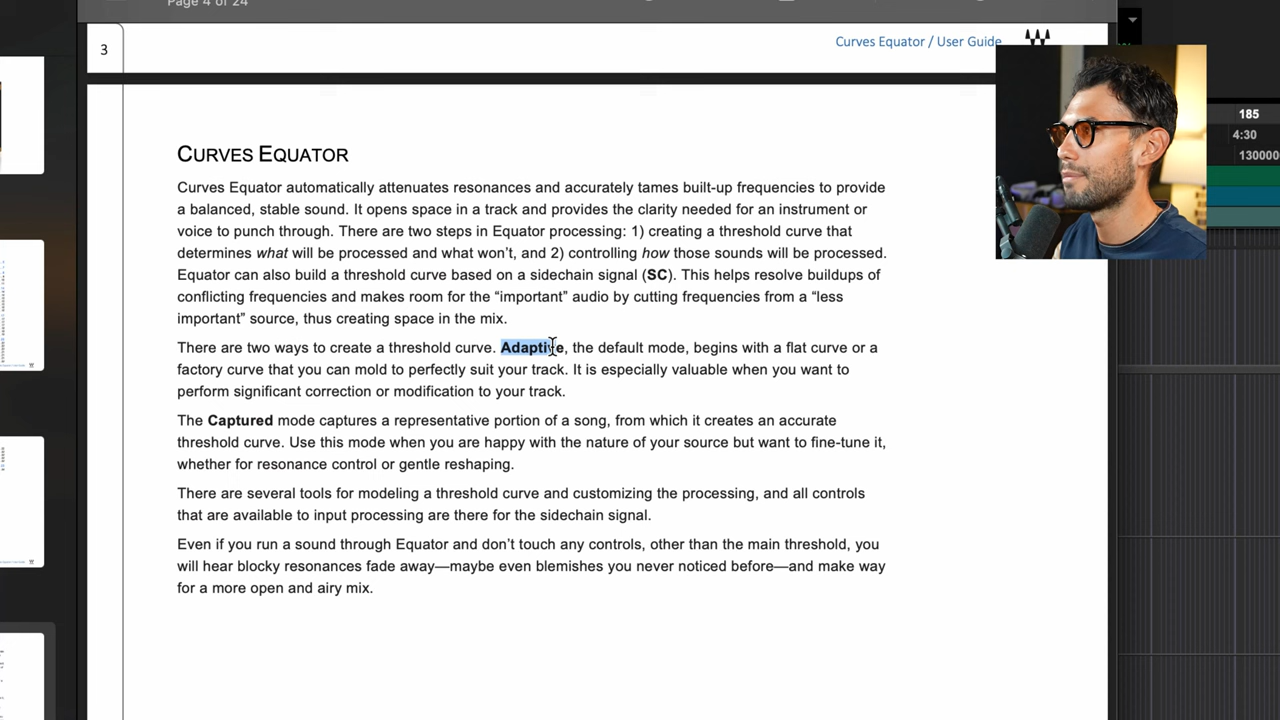 Page 4 of 24
3
Curves Equator / User Guide
CURVES EQUATOR
Curves Equator automatically attenuates resonances and accurately tames built-up frequencies to provide
a balanced, stable sound. It opens space in a track and provides the clarity needed for an instrument or
voice to punch through. There are two steps in Equator processing: 1) creating a threshold curve that
determines what will be processed and what won’t, and 2) controlling how those sounds will be processed.
Equator can also build a threshold curve based on a sidechain signal (SC). This helps resolve buildups of
conflicting frequencies and makes room for the “important” audio by cutting frequencies from a “less
important” source, thus creating space in the mix.
There are two ways to create a threshold curve. Adaptive, the default mode, begins with a flat curve or a
factory curve that you can mold to perfectly suit your track. It is especially valuable when you want to
perform significant correction or modification to your track.
The Captured mode captures a representative portion of a song, from which it creates an accurate
threshold curve. Use this mode when you are happy with the nature of your source but want to fine-tune it,
whether for resonance control or gentle reshaping.
There are several tools for modeling a threshold curve and customizing the processing, and all controls
that are available to input processing are there for the sidechain signal.
Even if you run a sound through Equator and don’t touch any controls, other than the main threshold, you
will hear blocky resonances fade away—maybe even blemishes you never noticed before—and make way
for a more open and airy mix.
185
4:30
130000